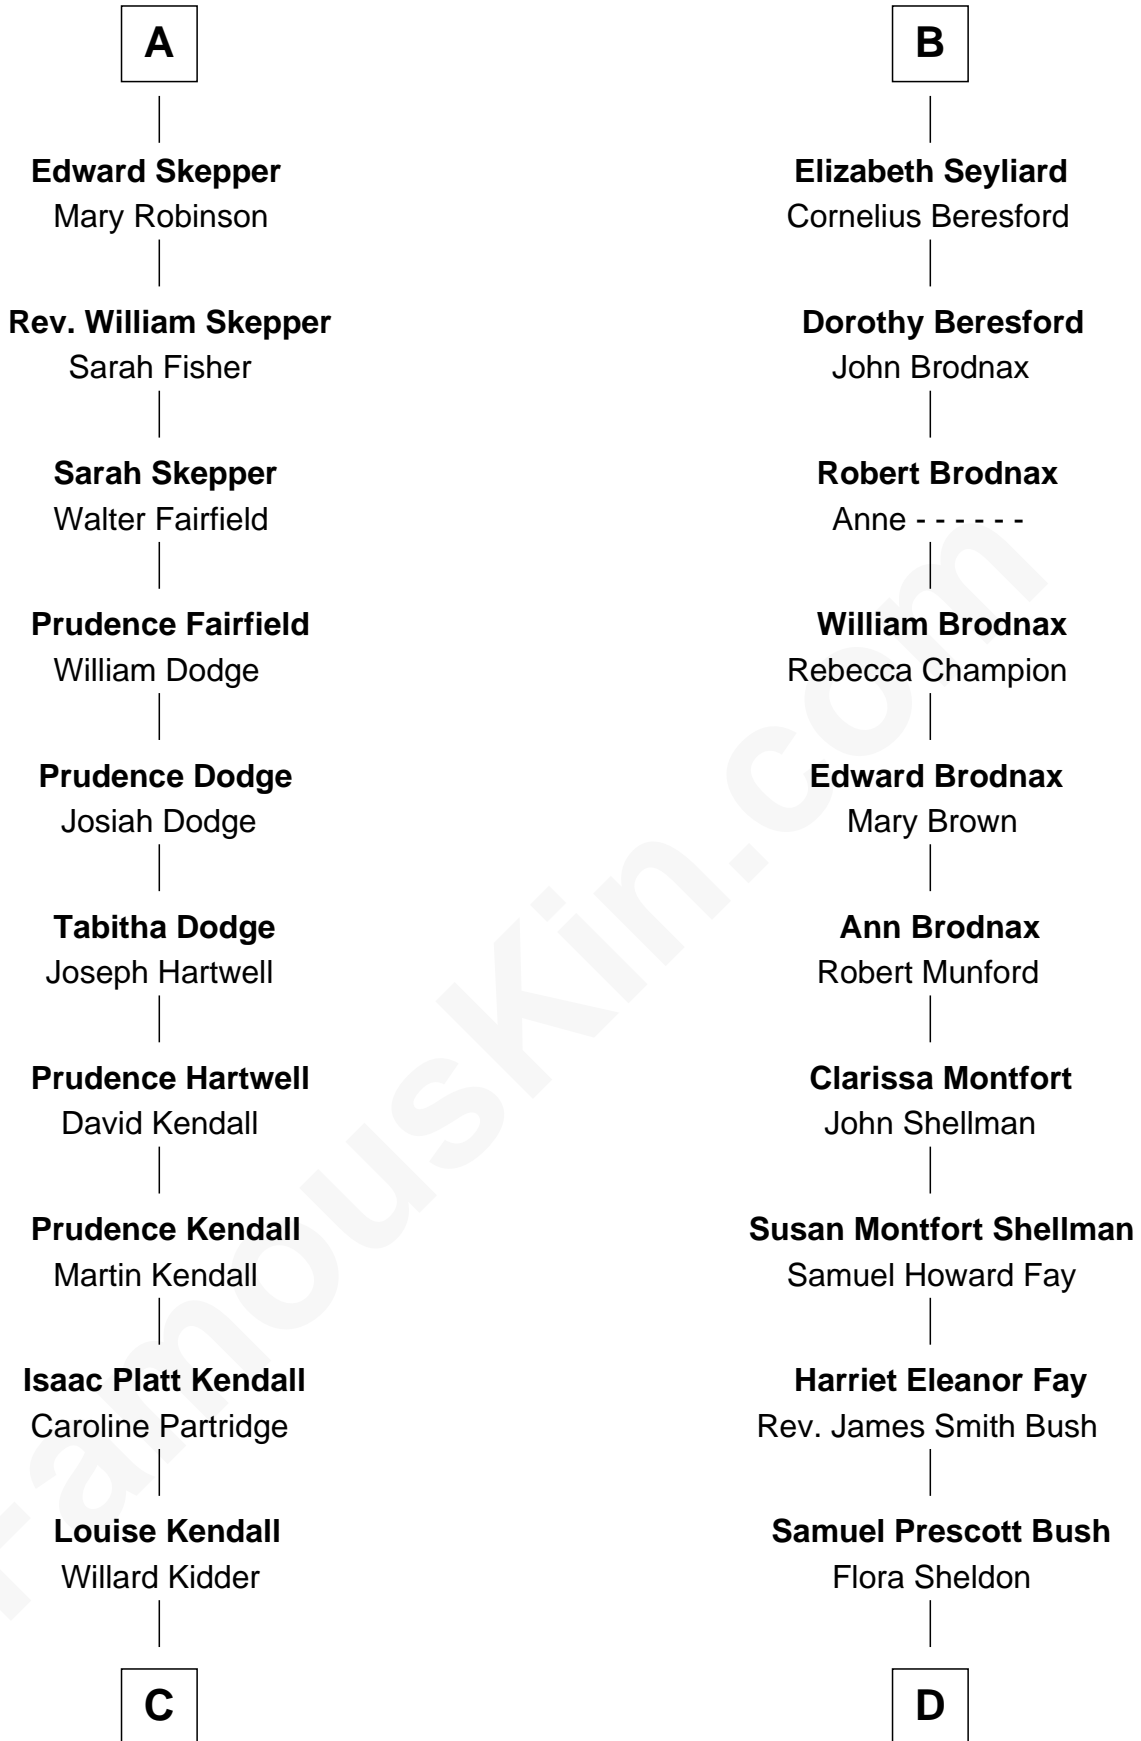 A
Edward Skepper
Mary Robinson
Rev. William Skepper
Sarah Fisher
Sarah Skepper
Walter Fairfield
Prudence Fairfield
William Dodge
Prudence Dodge
Josiah Dodge
Tabitha Dodge
Joseph Hartwell
Prudence Hartwell
David Kendall
Prudence Kendall
Martin Kendall
Isaac Platt Kendall
Caroline Partridge
Louise Kendall
Willard Kidder
C
B
Elizabeth Seyliard
Cornelius Beresford
Dorothy Beresford
John Brodnax
Robert Brodnax
Anne - - - - - -
William Brodnax
Rebecca Champion
Edward Brodnax
Mary Brown
Ann Brodnax
Robert Munford
Clarissa Montfort
John Shellman
Susan Montfort Shellman
Samuel Howard Fay
Harriet Eleanor Fay
Rev. James Smith Bush
Samuel Prescott Bush
Flora Sheldon
D
FamousKin.com